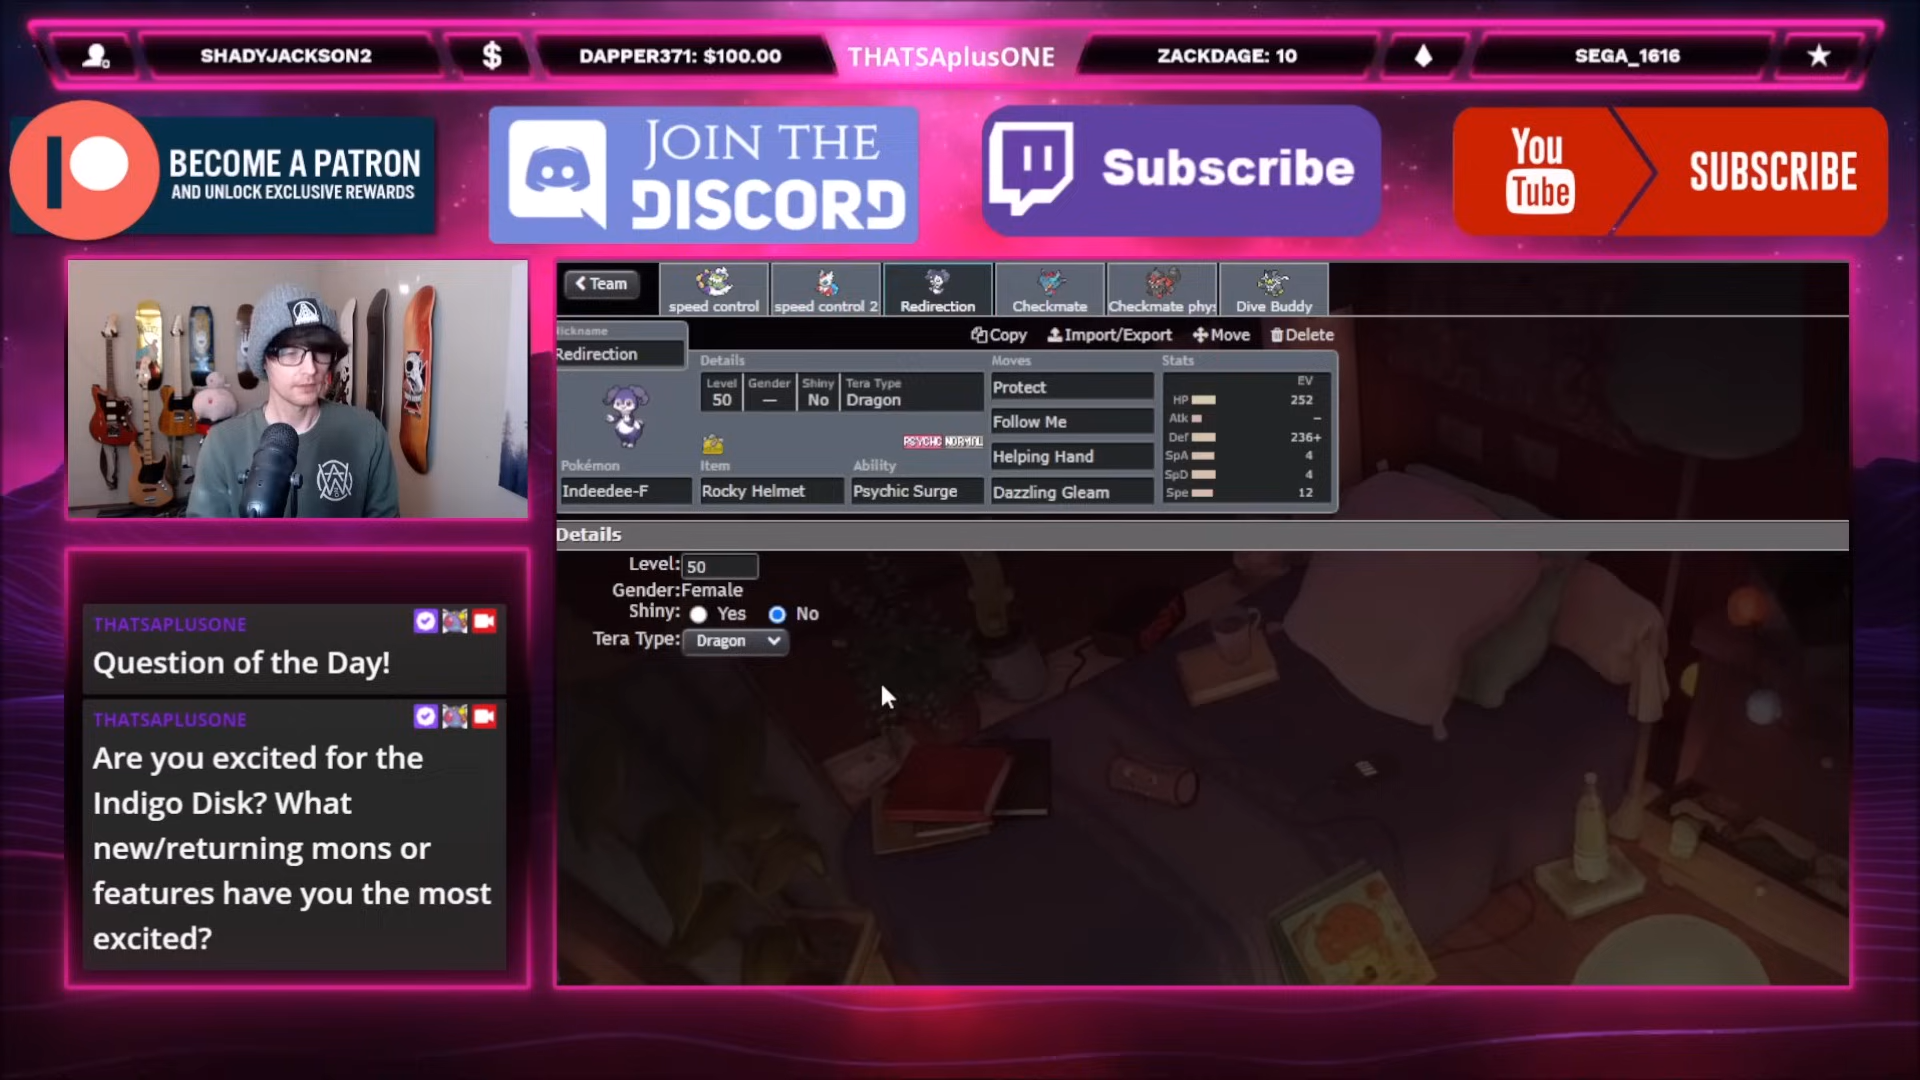 SHADYJACKSON2
$
DAPPER371: $100.00
THATSAplusONE
ZACKDAGE: 10
SEGA_1616
BECOME A PATRON
AND UNLOCK EXCLUSIVE REWARDS
JOIN THE
DISCORD
Subscribe
You
Tube
SUBSCRIBE
Team
speed control
speed control 2
Redirection
Checkmate
Checkmate phys
Dive Buddy
Copy
Import/Export
Move
Delete
Nickname
Redirection
Details
Level
50
Gender
—
Shiny
No
Tera Type
Dragon
PSYCHC NORMAL
Pokémon
Indeedee-F
Item
Rocky Helmet
Ability
Psychic Surge
Moves
Protect
Follow Me
Helping Hand
Dazzling Gleam
Stats
EV
HP 252
Atk –
Def 236+
SpA 4
SpD 4
Spe 12
Details
Level: 50
Gender: Female
Shiny: Yes No
Tera Type: Dragon
THATSAPLUSONE
Question of the Day!
THATSAPLUSONE
Are you excited for the
Indigo Disk? What
new/returning mons or
features have you the most
excited?